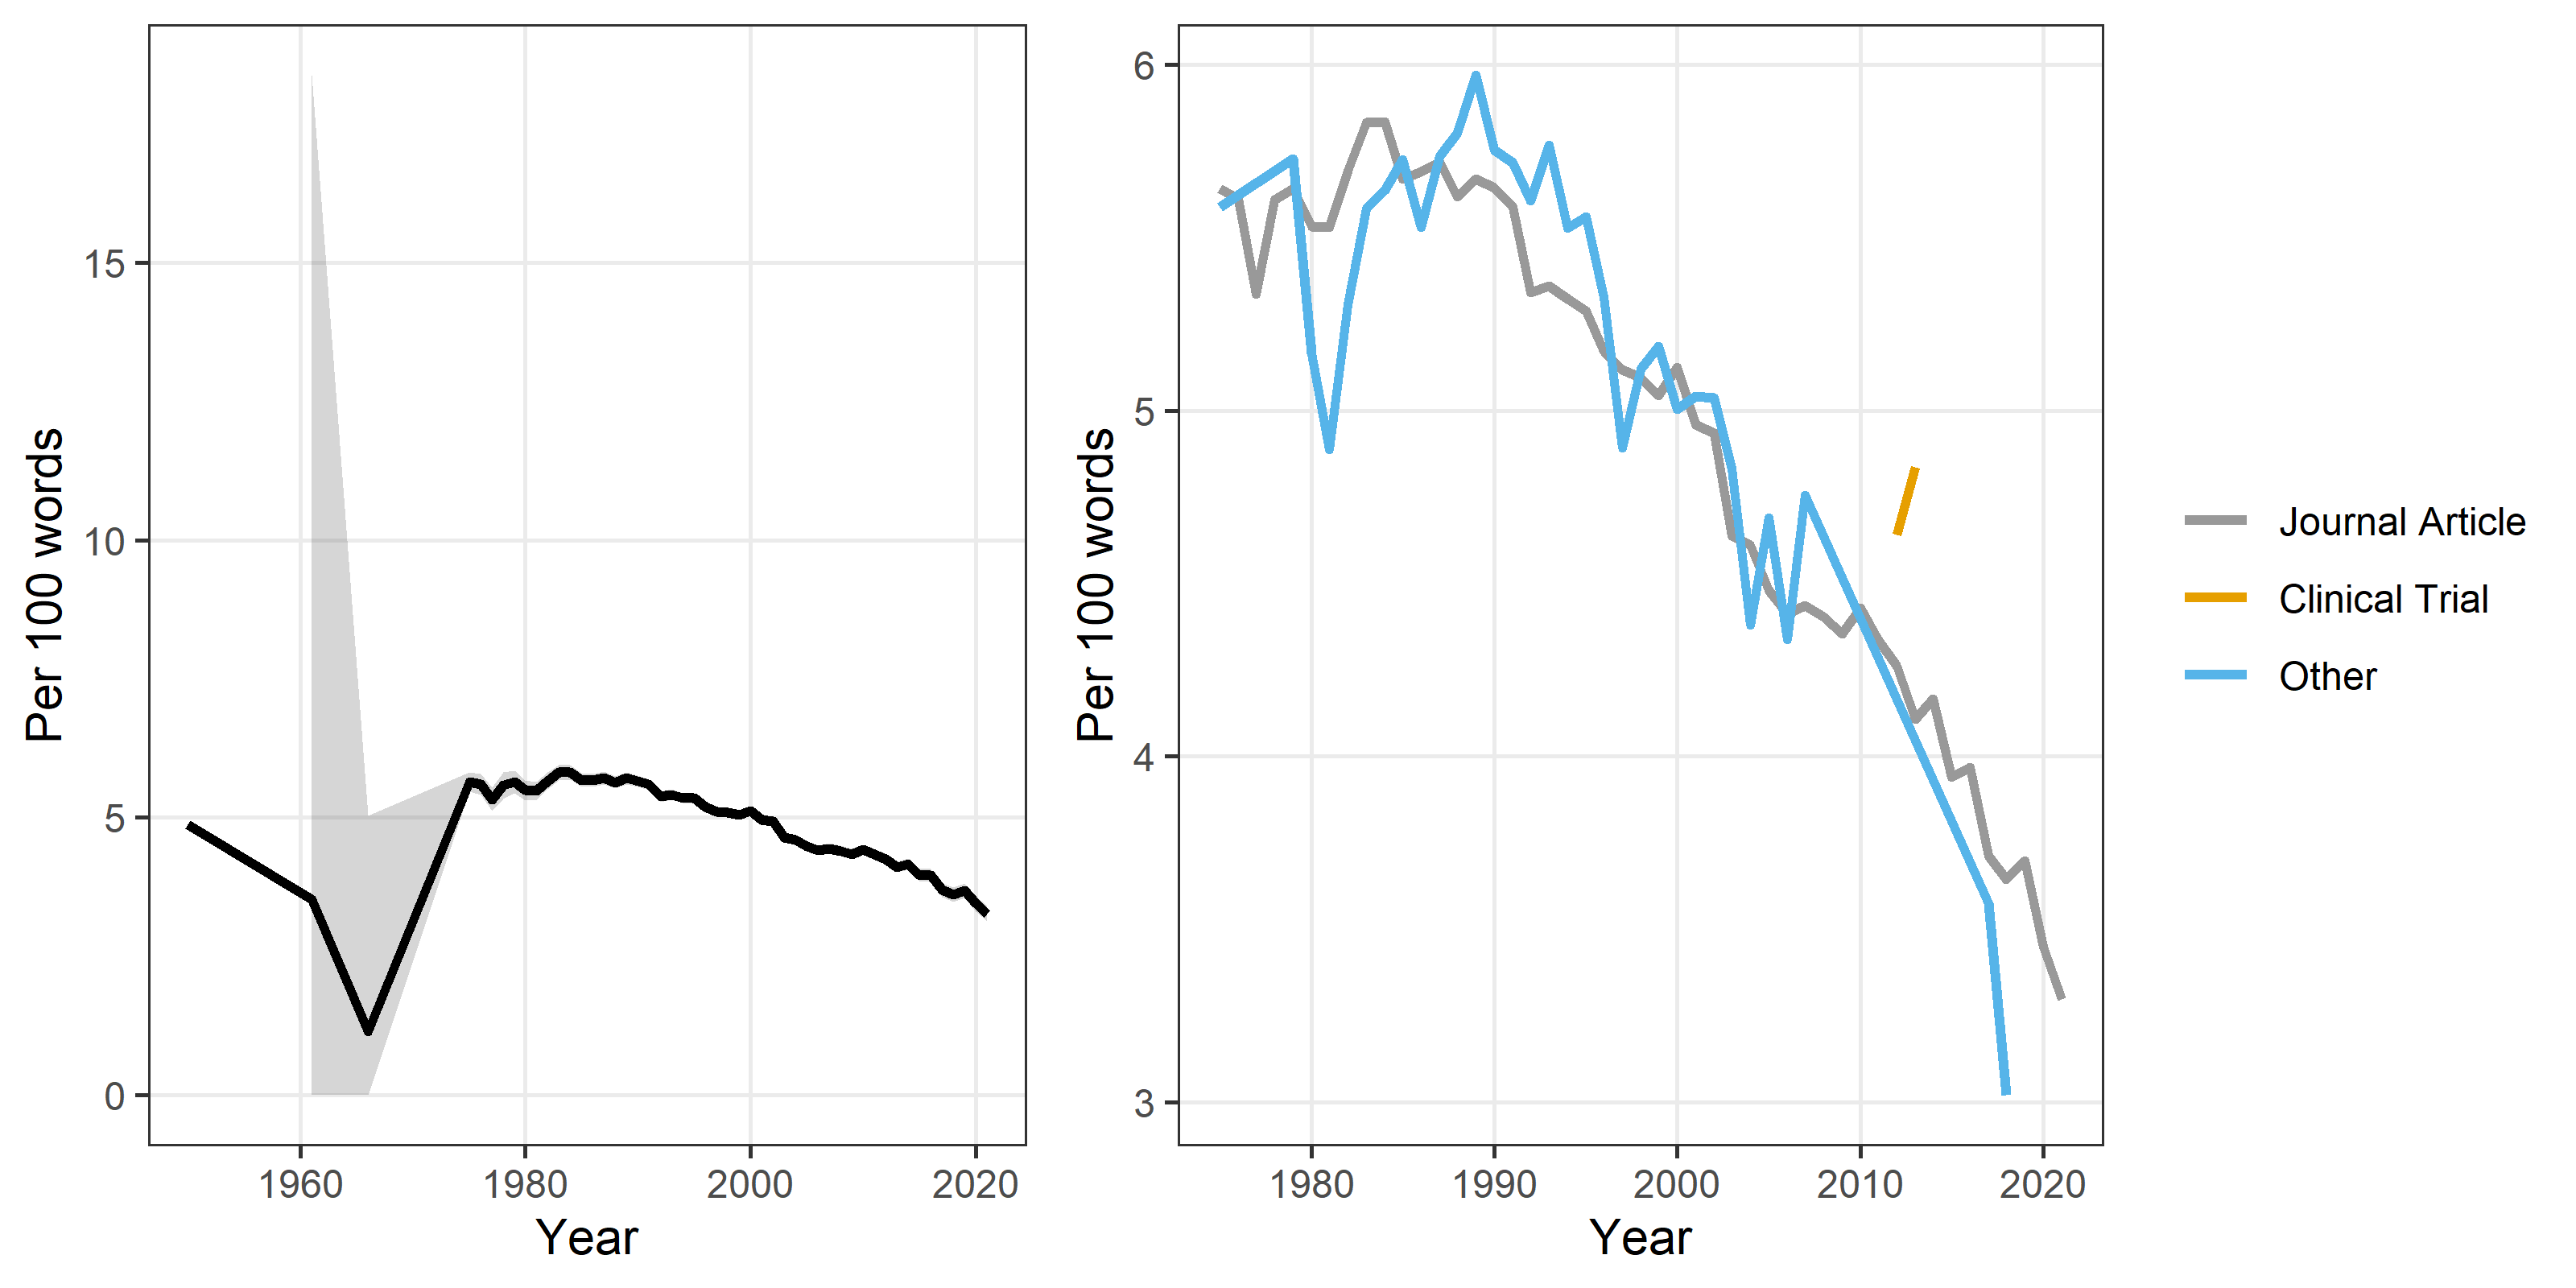 Per 100 words
15
10
5
0
1960 1980 2000 2020
Year
Per 100 words
6
5
4
3
1980 1990 2000 2010 2020
Year
Journal Article
Clinical Trial
Other